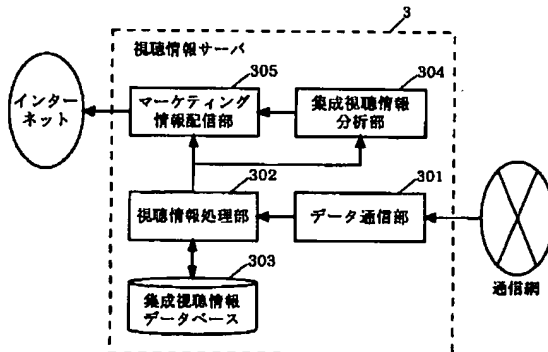 3
視聴情報サーバ
305
304
インター
ネット
マーケティング
情報配信部
集成視聴情報
分析部
302
301
視聴情報処理部
データ通信部
303
集成視聴情報
データベース
通信網